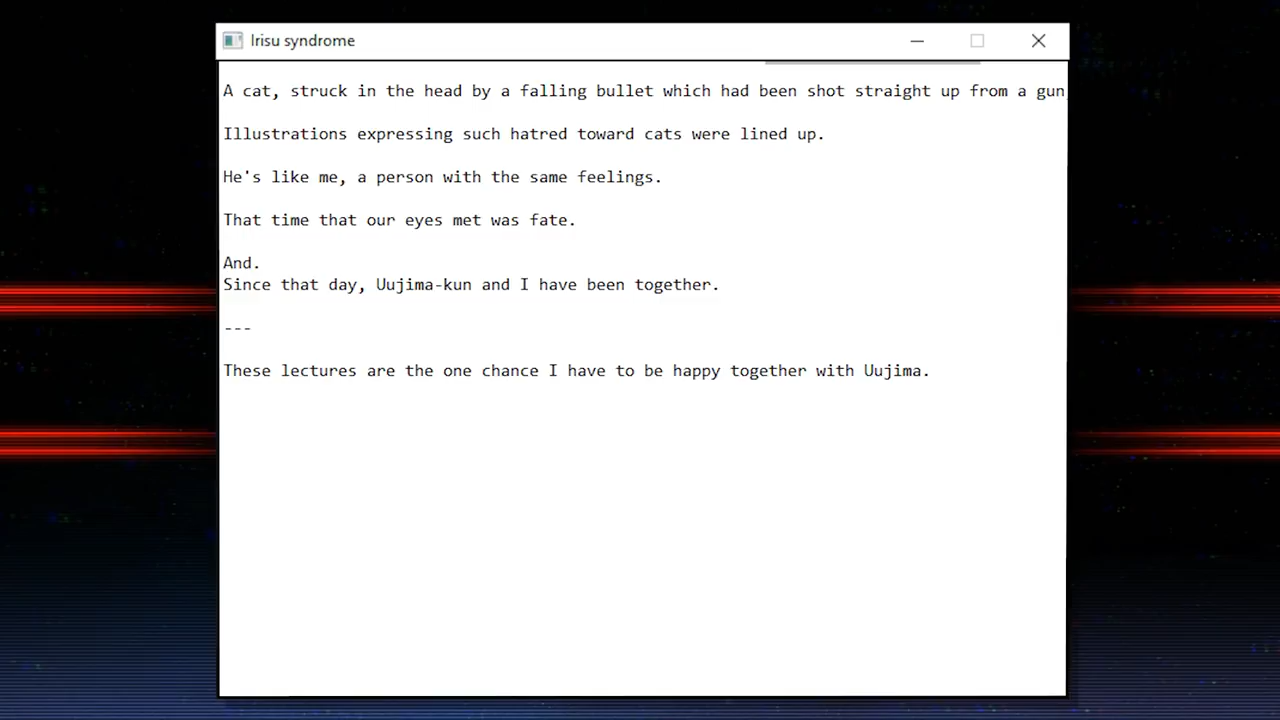 Irisu syndrome
A cat, struck in the head by a falling bullet which had been shot straight up from a gun
Illustrations expressing such hatred toward cats were lined up.
He's like me, a person with the same feelings.
That time that our eyes met was fate.
And.
Since that day, Uujima-kun and I have been together.
---
These lectures are the one chance I have to be happy together with Uujima.